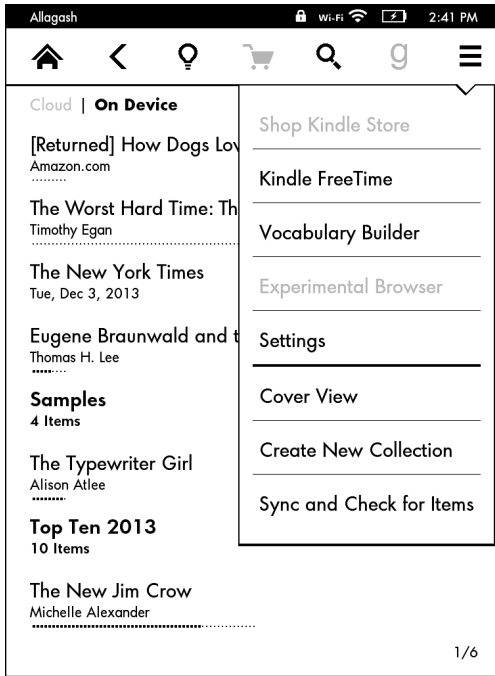 Allagash Wi-Fi 2:41 PM
g
Cloud | On Device
[Returned] How Dogs Lov
Amazon.com
The Worst Hard Time: Th
Timothy Egan
The New York Times
Tue, Dec 3, 2013
Eugene Braunwald and t
Thomas H. Lee
Samples
4 Items
The Typewriter Girl
Alison Atlee
Top Ten 2013
10 Items
The New Jim Crow
Michelle Alexander
Shop Kindle Store
Kindle FreeTime
Vocabulary Builder
Experimental Browser
Settings
Cover View
Create New Collection
Sync and Check for Items
1/6